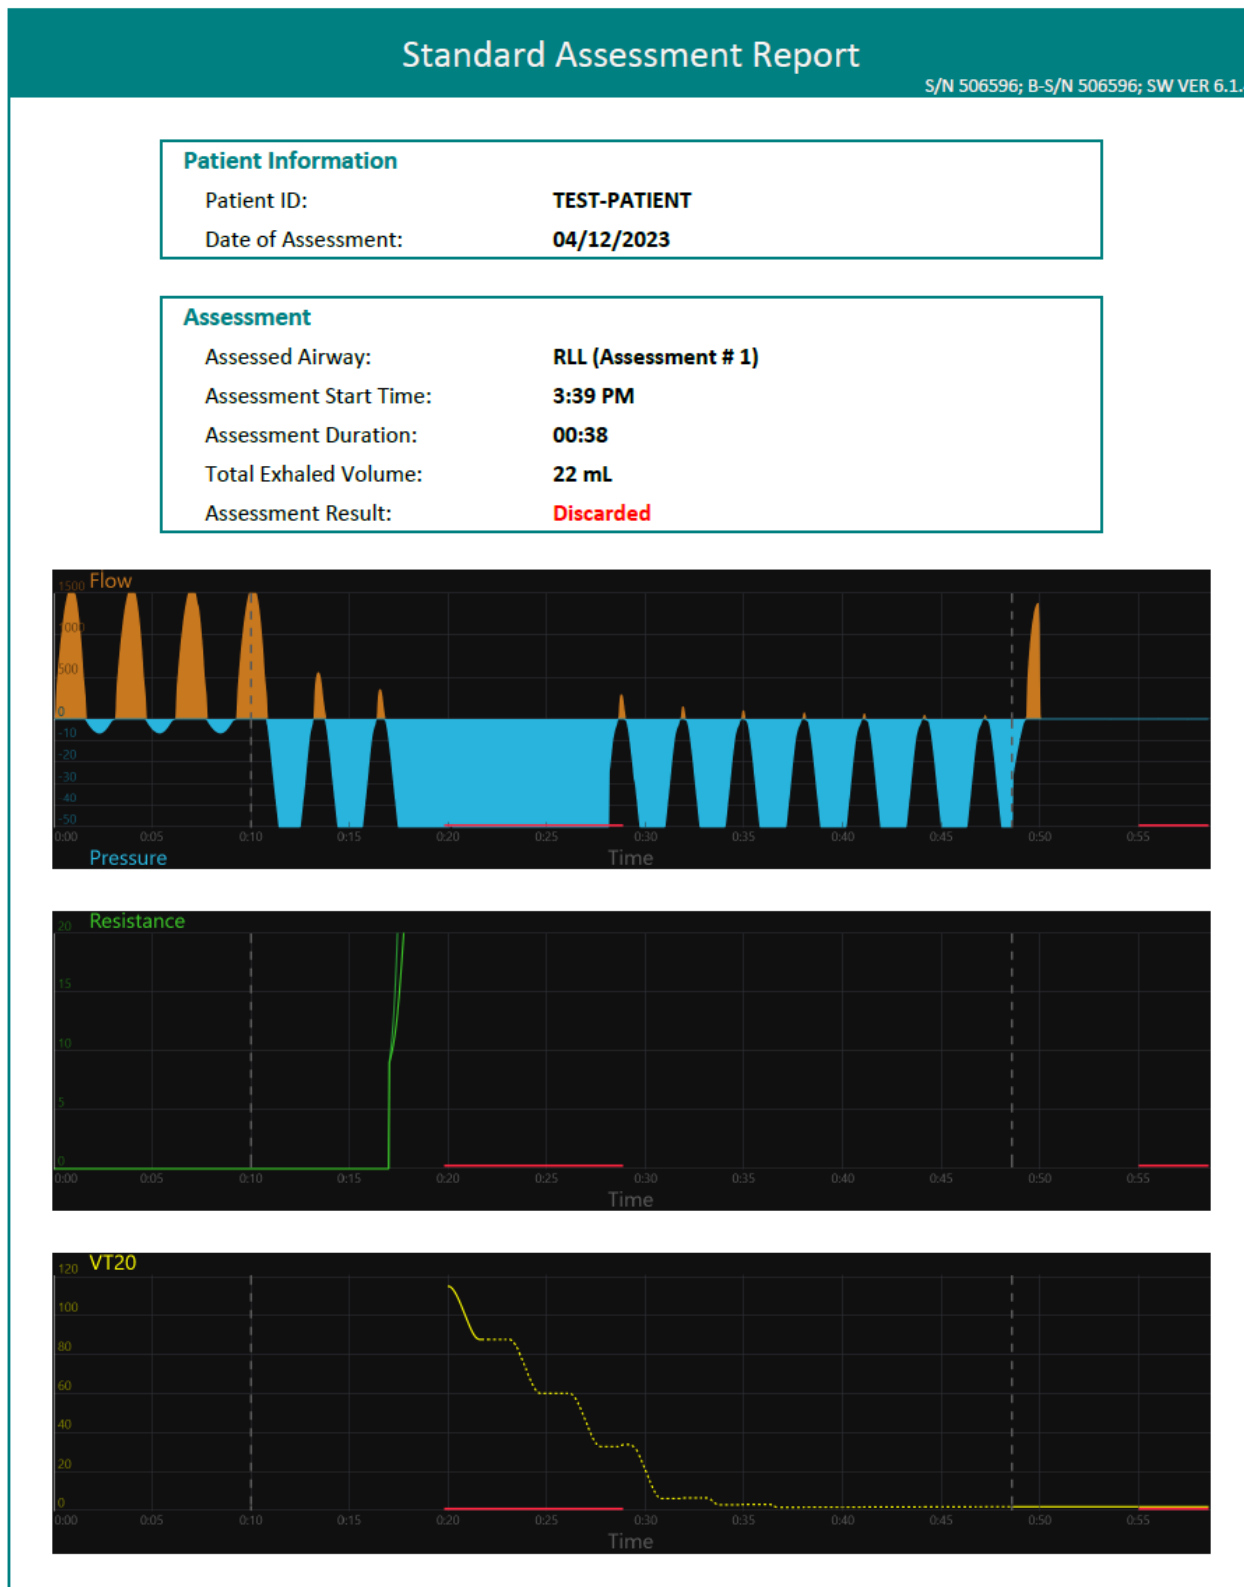 Standard Assessment Report
S/N 506596; B-S/N 506596; SW VER 6.1.
Patient Information
Patient ID: TEST-PATIENT
Date of Assessment: 04/12/2023
Assessment
Assessed Airway: RLL (Assessment # 1)
Assessment Start Time: 3:39 PM
Assessment Duration: 00:38
Total Exhaled Volume: 22 mL
Assessment Result: Discarded
1500 Flow
1000
500
0
-10
-20
-30
-40
-50
0:00 0:05 0:10 0:15 0:20 0:25 0:30 0:35 0:40 0:45 0:50 0:55
Pressure Time
20 Resistance
15
10
5
0
0:00 0:05 0:10 0:15 0:20 0:25 0:30 0:35 0:40 0:45 0:50 0:55
Time
120 VT20
100
80
60
40
20
0
0:00 0:05 0:10 0:15 0:20 0:25 0:30 0:35 0:40 0:45 0:50 0:55
Time